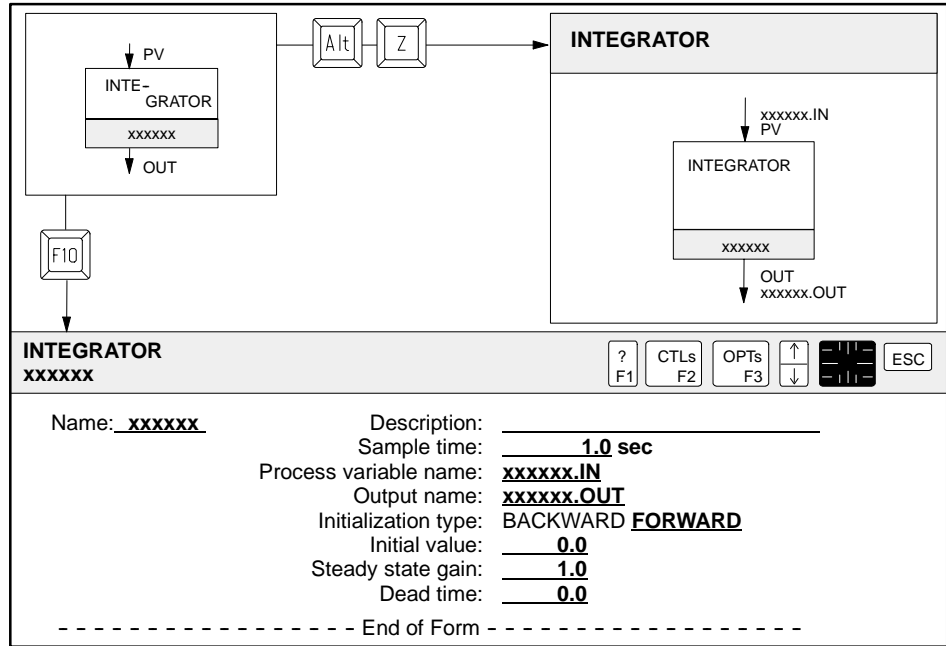 PV
INTE-
GRATOR
xxxxxx
OUT
Alt
Z
INTEGRATOR
xxxxxx.IN
PV
INTEGRATOR
xxxxxx
OUT
xxxxxx.OUT
F10
INTEGRATOR
xxxxxx
?
F1
CTLs
F2
OPTs
F3
↑
↓
ESC
Name: xxxxxx
Description:
Sample time: 1.0 sec
Process variable name: xxxxxx.IN
Output name: xxxxxx.OUT
Initialization type: BACKWARD FORWARD
Initial value: 0.0
Steady state gain: 1.0
Dead time: 0.0
- - - - - - - - - - - - - - - - - End of Form - - - - - - - - - - - - - - - - - -